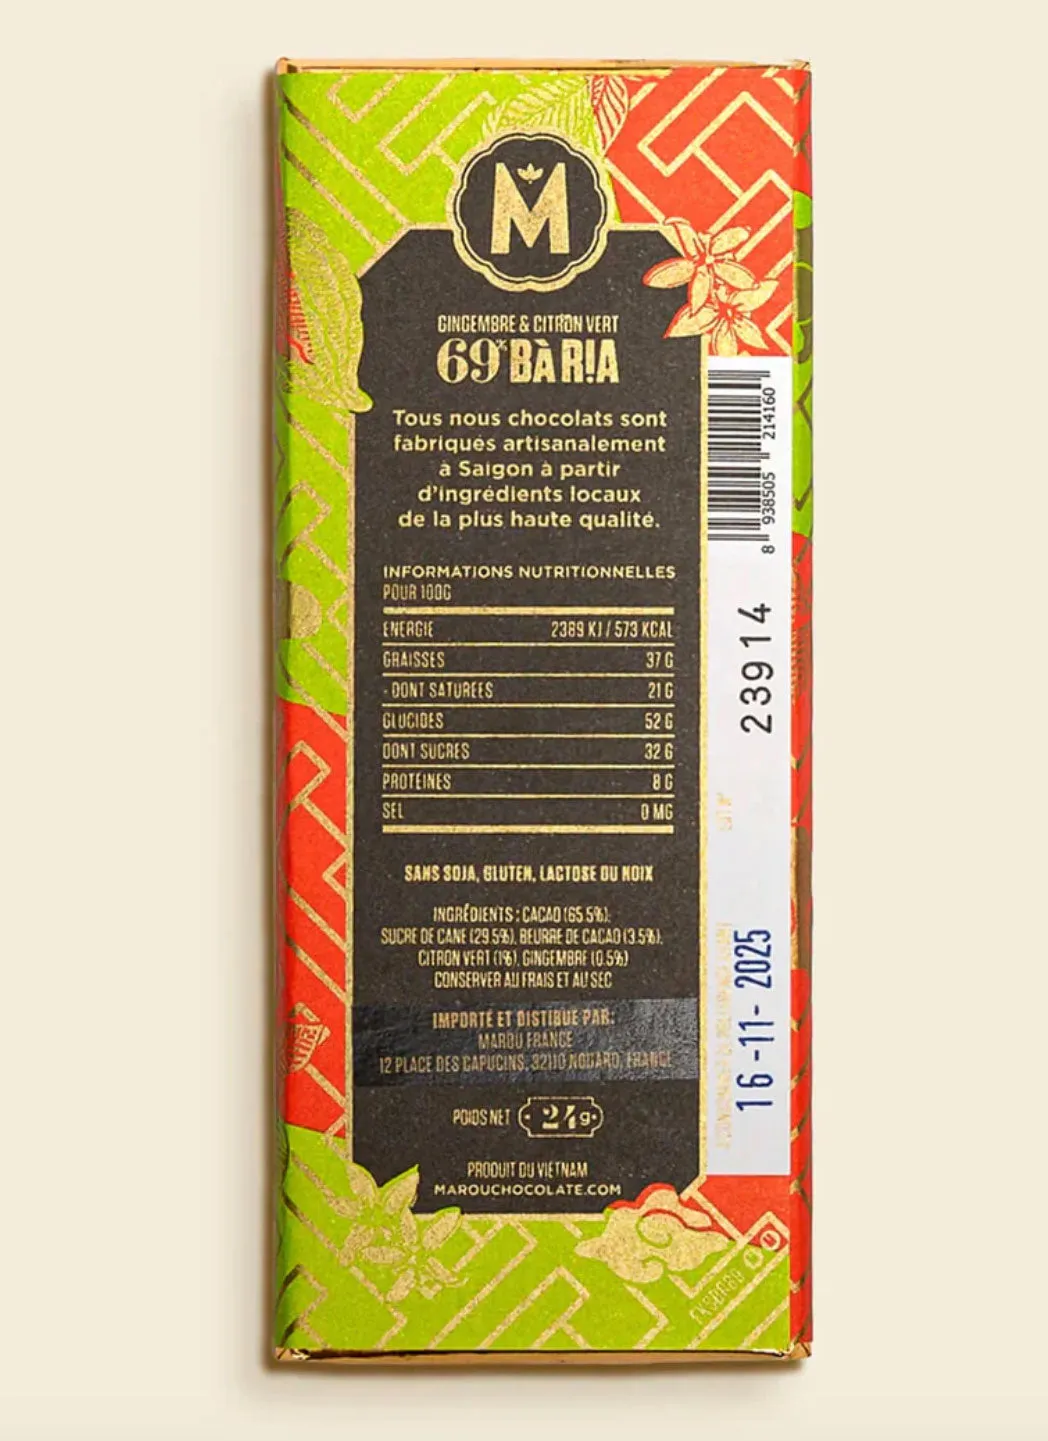 M
GINGEMBRE & CITRON VERT
69% BÀ R!A
Tous nous chocolats sont
fabriqués artisanalement
à Saigon à partir
d'ingrédients locaux
de la plus haute qualité.
INFORMATIONS NUTRITIONNELLES
POUR 100G
ENERGIE 2389 KJ / 573 KCAL
GRAISSES 37 G
- DONT SATUREES 21 G
GLUCIDES 52 G
DONT SUCRES 32 G
PROTEINES 8 G
SEL 0 MG
SANS SOJA, GLUTEN, LACTOSE OU NOIX
INGRÉDIENTS : CACAO (65.5%),
SUCRE DE CANE (29.5%), BEURRE DE CACAO (3.5%),
CITRON VERT (1%), GINGEMBRE (0.5%)
CONSERVER AU FRAIS ET AU SEC
IMPORTÉ ET DISTIBUÉ PAR:
MAROU FRANCE
12 PLACE DES CAPUCINS, 32110 NOGARO, FRANCE
POIDS NET 24g
PRODUIT DU VIETNAM
MAROUCHOCOLATE.COM
8 938505 214160
23914
16-11-2025